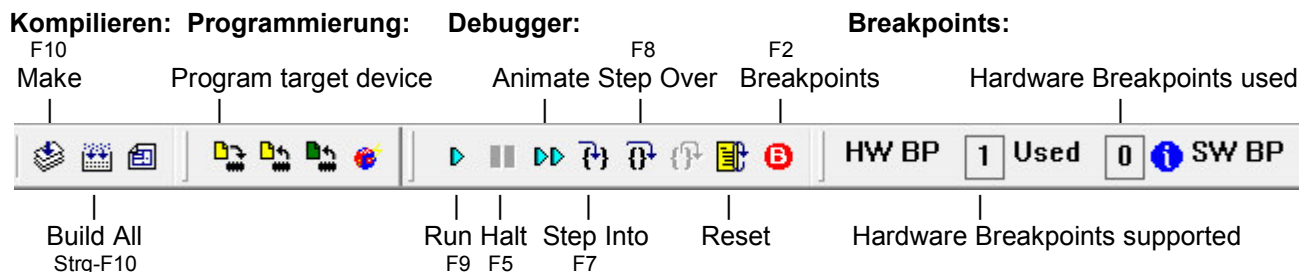 Kompilieren: Programmierung: Debugger: Breakpoints:
F10 F8 F2
Make Program target device Animate Step Over Breakpoints Hardware Breakpoints used
B HW BP 1 Used 0 i SW BP
Build All Run Halt Step Into Reset Hardware Breakpoints supported
Strg-F10 F9 F5 F7